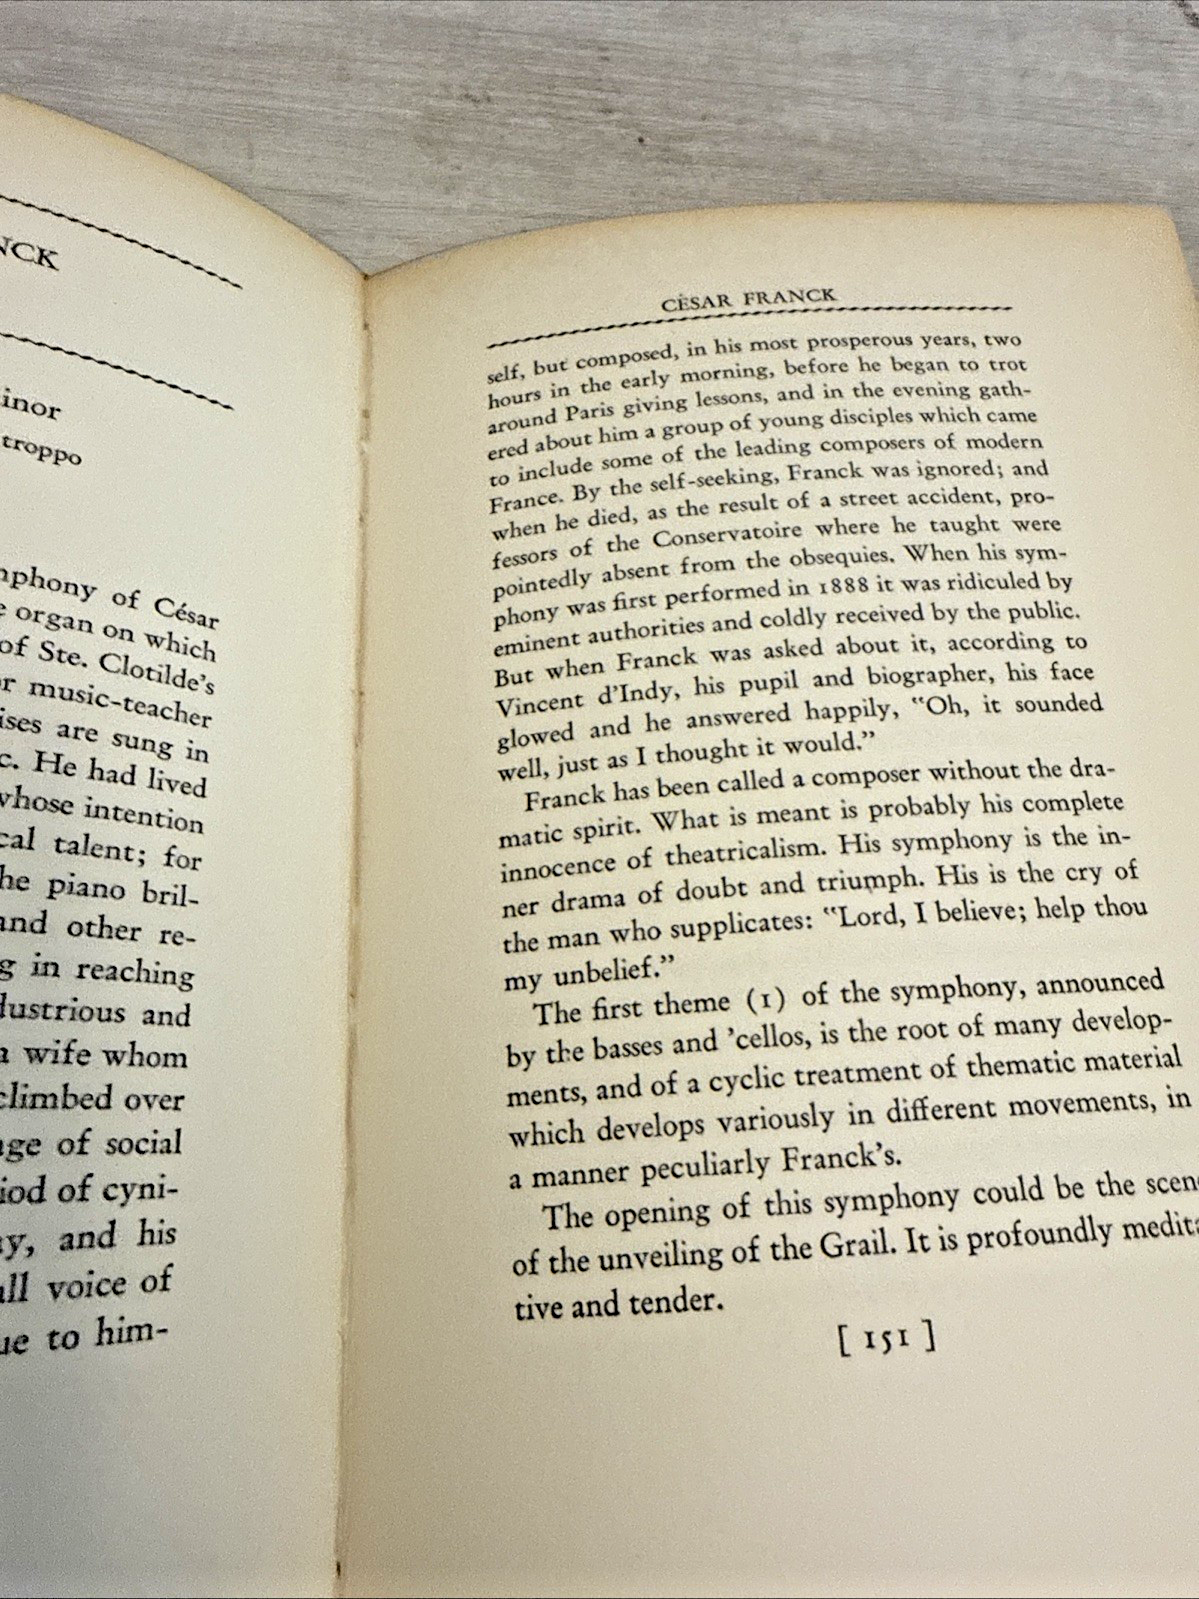 NCK
inor
troppo
mphony of César
organ on which
of Ste. Clotilde's
r music-teacher
ises are sung in
c. He had lived
whose intention
cal talent; for
he piano bril-
and other re-
g in reaching
dustrious and
a wife whom
climbed over
age of social
iod of cyni-
y, and his
all voice of
ue to him-
CÉSAR FRANCK
self, but composed, in his most prosperous years, two
hours in the early morning, before he began to trot
around Paris giving lessons, and in the evening gath-
ered about him a group of young disciples which came
to include some of the leading composers of modern
France. By the self-seeking, Franck was ignored; and
when he died, as the result of a street accident, pro-
fessors of the Conservatoire where he taught were
pointedly absent from the obsequies. When his sym-
phony was first performed in 1888 it was ridiculed by
eminent authorities and coldly received by the public.
But when Franck was asked about it, according to
Vincent d'Indy, his pupil and biographer, his face
glowed and he answered happily, "Oh, it sounded
well, just as I thought it would."
Franck has been called a composer without the dra-
matic spirit. What is meant is probably his complete
innocence of theatricalism. His symphony is the in-
ner drama of doubt and triumph. His is the cry of
the man who supplicates: "Lord, I believe; help thou
my unbelief."
The first theme (1) of the symphony, announced
by the basses and 'cellos, is the root of many develop-
ments, and of a cyclic treatment of thematic material
which develops variously in different movements, in
a manner peculiarly Franck's.
The opening of this symphony could be the scen
of the unveiling of the Grail. It is profoundly medita
tive and tender.
[ 151 ]